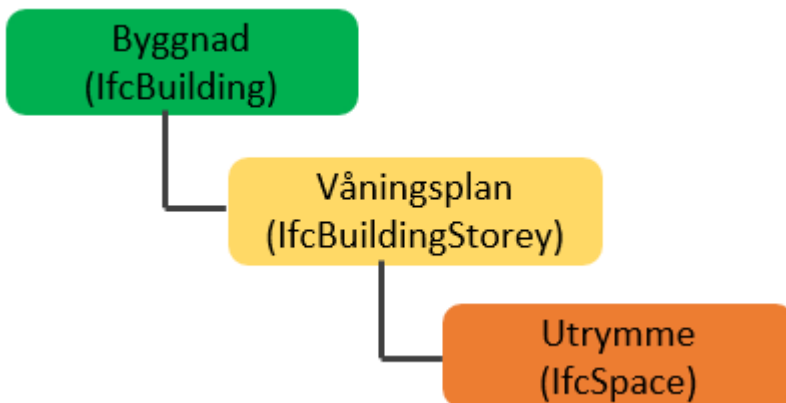 Byggnad
(IfcBuilding)
Våningsplan
(IfcBuildingStorey)
Utrymme
(IfcSpace)